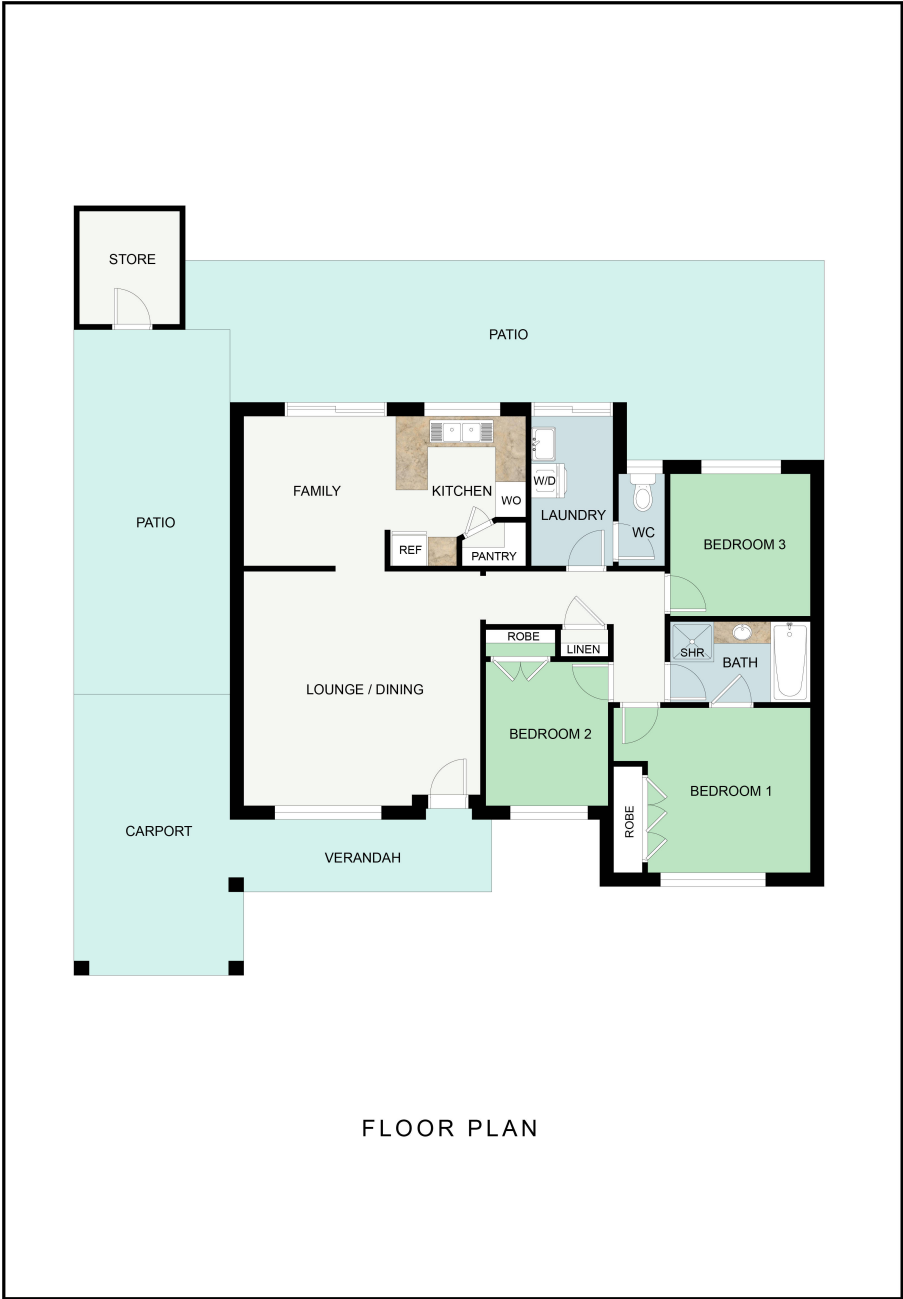 STORE
PATIO
FAMILY
KITCHEN
WO
W/D
LAUNDRY
WC
BEDROOM 3
PATIO
REF
PANTRY
ROBE
LINEN
SHR
BATH
LOUNGE / DINING
BEDROOM 2
BEDROOM 1
ROBE
CARPORT
VERANDAH
FLOOR PLAN